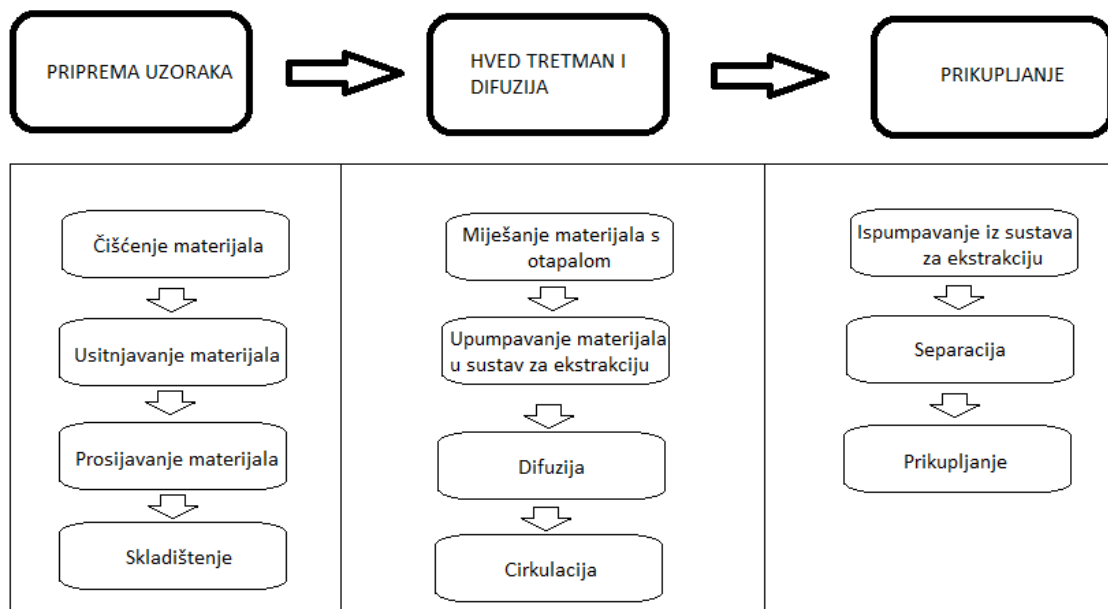 PRIPREMA UZORAKA
HVED TRETMAN I
DIFUZIJA
PRIKUPLJANJE
Čišćenje materijala
Usitnjavanje materijala
Prosijavanje materijala
Skladištenje
Miješanje materijala s
otapalom
Upumpavanje materijala
u sustav za ekstrakciju
Difuzija
Cirkulacija
Ispumpavanje iz sustava
za ekstrakciju
Separacija
Prikupljanje